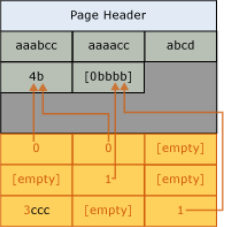 Page Header
aaabcc aaaacc abcd
4b [0bbbb]
0 0 [empty]
[empty] 1 [empty]
3ccc [empty] 1